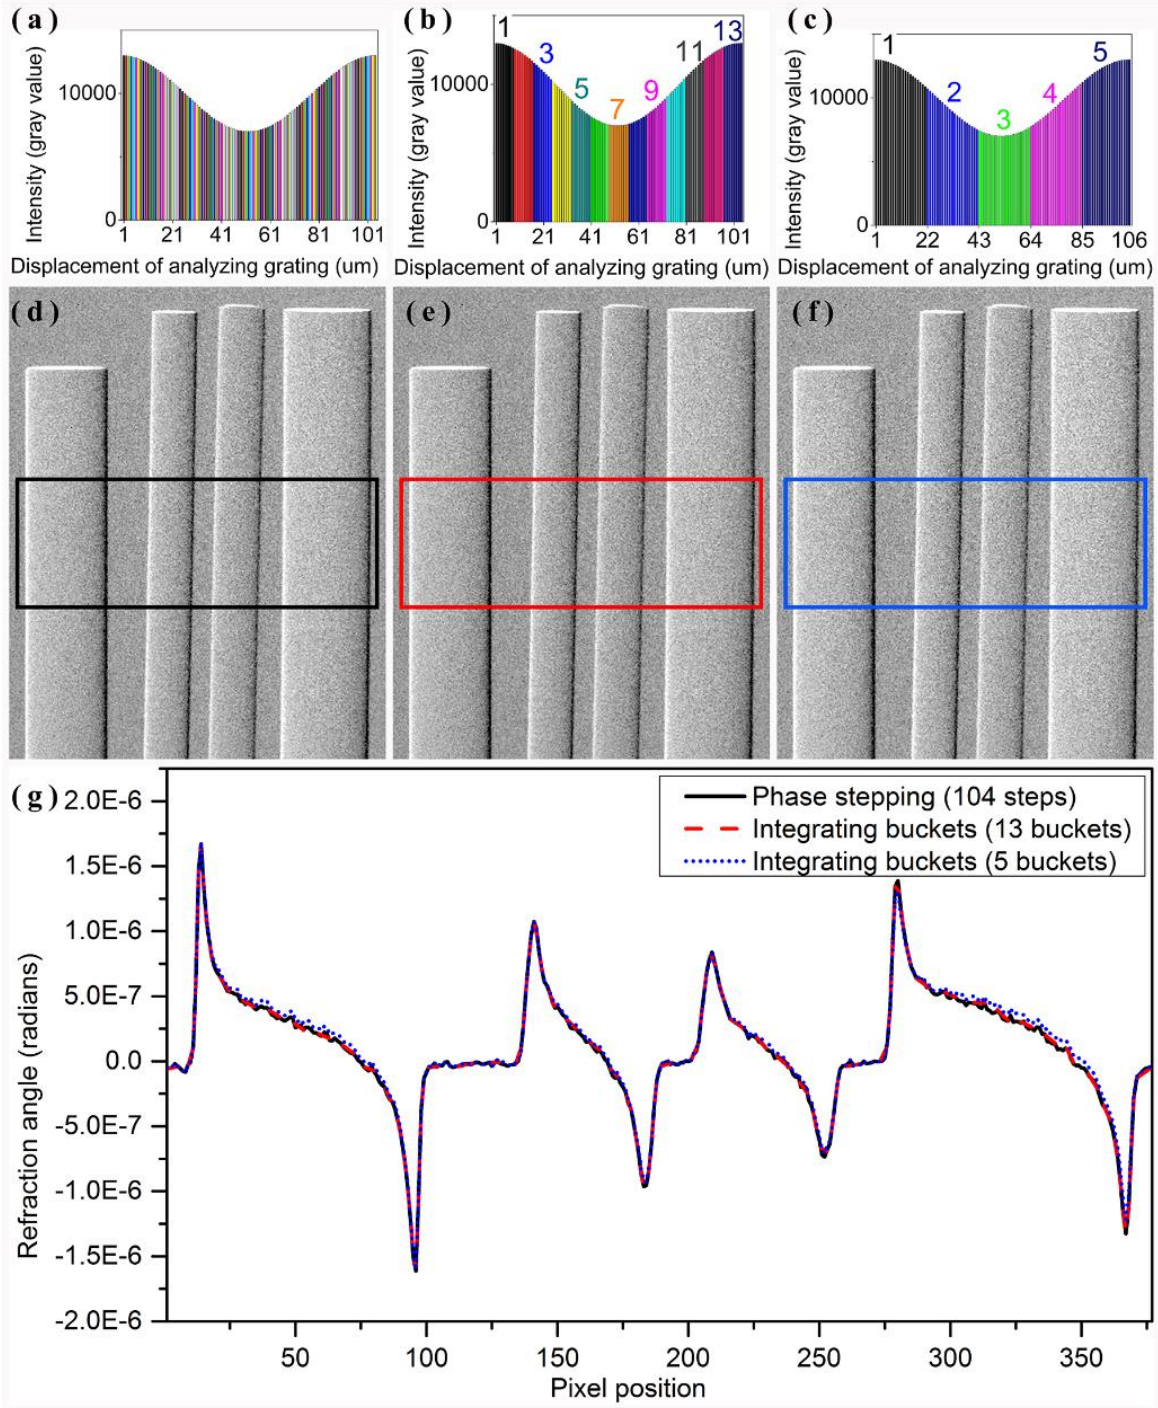 (a)
Intensity (gray value)
10000
0
1 21 41 61 81 101
Displacement of analyzing grating (um)
(b)
Intensity (gray value)
1 3 5 7 9 11 13
10000
0
1 21 41 61 81 101
Displacement of analyzing grating (um)
(c)
Intensity (gray value)
1 2 3 4 5
10000
0
1 22 43 64 85 106
Displacement of analyzing grating (um)
(d)
(e)
(f)
(g)
Refraction angle (radians)
2.0E-6
1.5E-6
1.0E-6
5.0E-7
0.0
-5.0E-7
-1.0E-6
-1.5E-6
-2.0E-6
Phase stepping (104 steps)
Integrating buckets (13 buckets)
Integrating buckets (5 buckets)
50 100 150 200 250 300 350
Pixel position